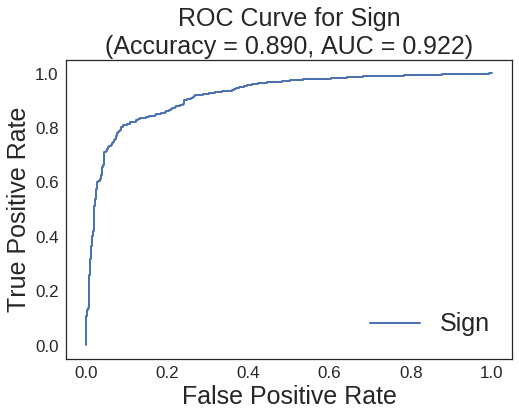 ROC Curve for Sign
(Accuracy = 0.890, AUC = 0.922)
True Positive Rate
1.0
0.8
0.6
0.4
0.2
0.0
Sign
0.0 0.2 0.4 0.6 0.8 1.0
False Positive Rate